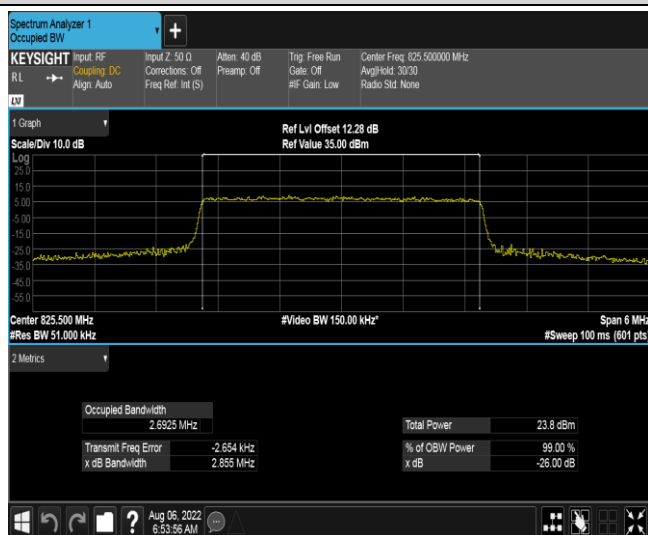 Spectrum Analyzer 1
Occupied BW
+
KEYSIGHT
RL
LXI
Input: RF
Coupling: DC
Align: Auto
Input Z: 50 Ω
Corrections: Off
Freq Ref: Int (S)
Atten: 40 dB
Preamp: Off
Trig: Free Run
Gate: Off
#IF Gain: Low
Center Freq: 825.500000 MHz
Avg|Hold: 30/30
Radio Std: None
1 Graph
Scale/Div 10.0 dB
Ref Lvl Offset 12.28 dB
Ref Value 35.00 dBm
Log
25.0
15.0
5.00
-5.00
-15.0
-25.0
-35.0
-45.0
-55.0
Center 825.500 MHz
#Res BW 51.000 kHz
#Video BW 150.00 kHz*
Span 6 MHz
#Sweep 100 ms (601 pts)
2 Metrics
Occupied Bandwidth
2.6925 MHz
Transmit Freq Error -2.654 kHz
x dB Bandwidth 2.855 MHz
Total Power 23.8 dBm
% of OBW Power 99.00 %
x dB -26.00 dB
?
Aug 06, 2022
6:53:56 AM